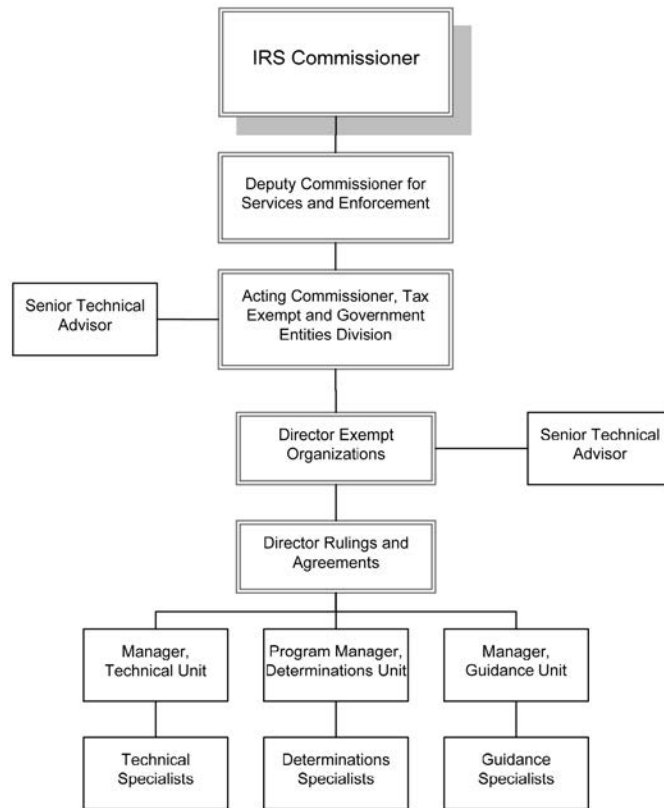 IRS Commissioner
Deputy Commissioner for
Services and Enforcement
Senior Technical
Advisor
Acting Commissioner, Tax
Exempt and Government
Entities Division
Director Exempt
Organizations
Senior Technical
Advisor
Director Rulings and
Agreements
Manager,
Technical Unit
Program Manager,
Determinations Unit
Manager,
Guidance Unit
Technical
Specialists
Determinations
Specialists
Guidance
Specialists